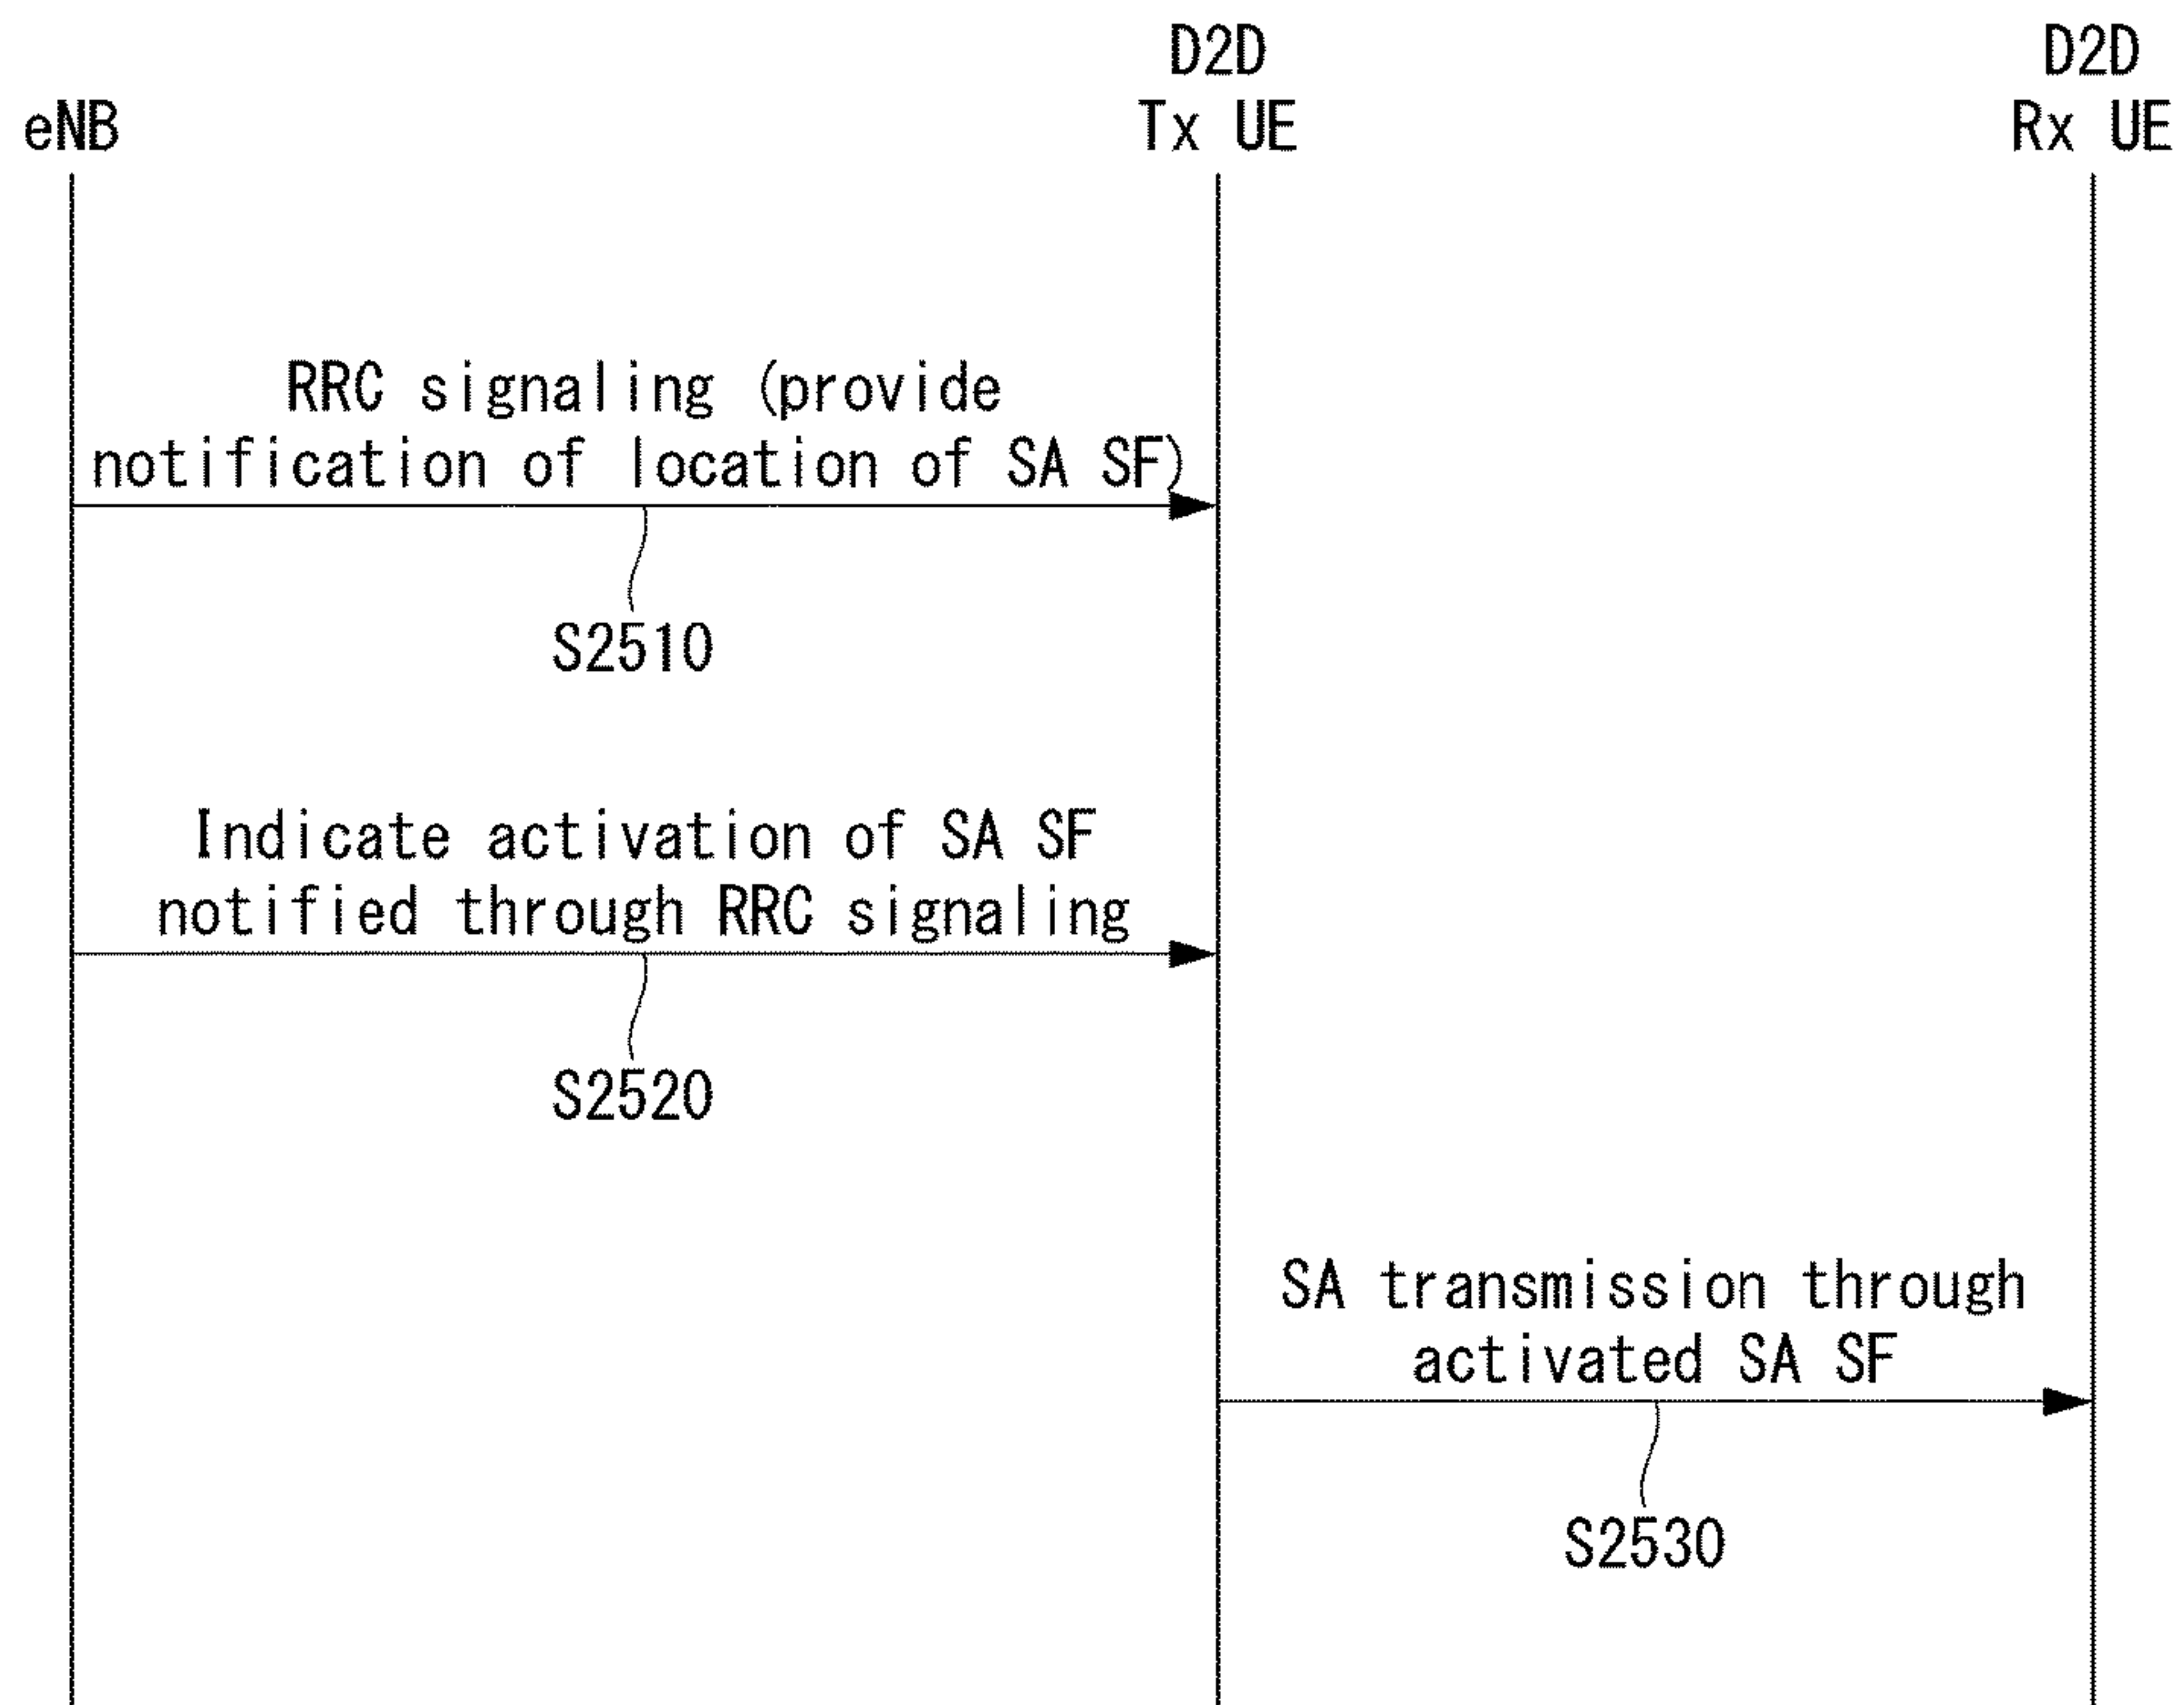 eNB
D2D
Tx UE
D2D
Rx UE
RRC signaling (provide
notification of location of SA SF)
S2510
Indicate activation of SA SF
notified through RRC signaling
S2520
SA transmission through
activated SA SF
S2530